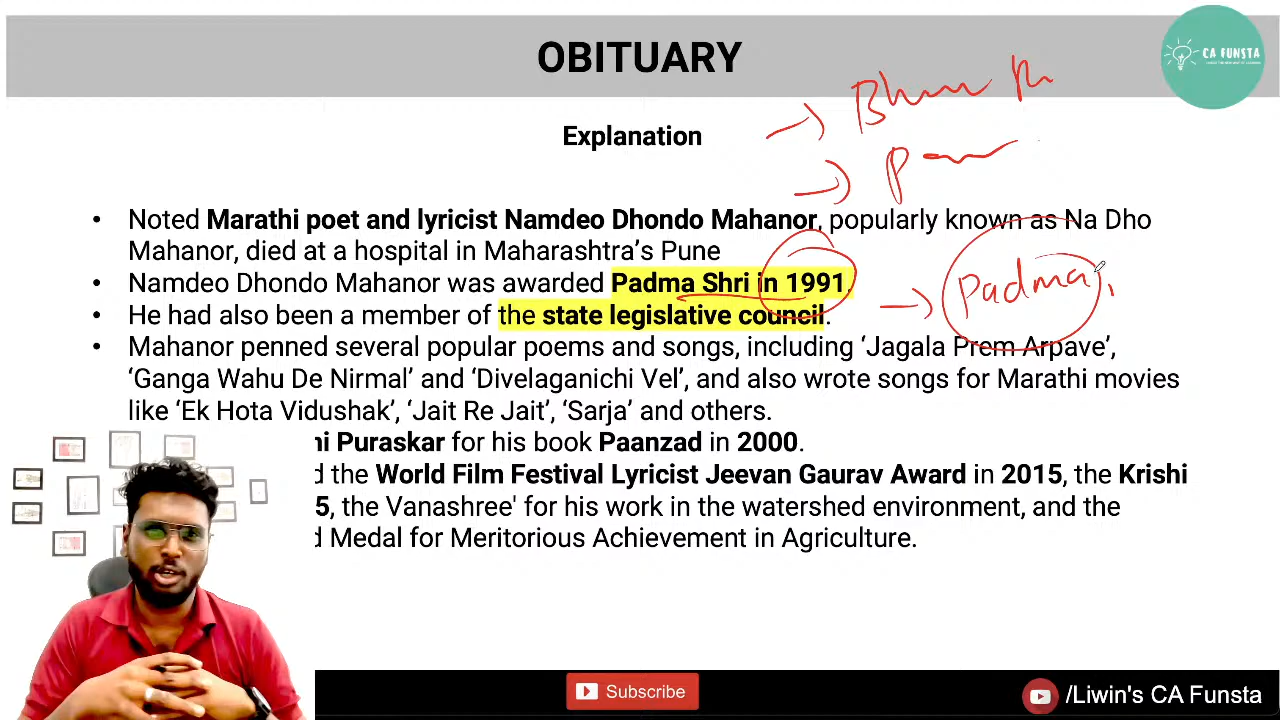 OBITUARY
CA FUNSTA
Explanation
• Noted Marathi poet and lyricist Namdeo Dhondo Mahanor, popularly known as Na Dho
Mahanor, died at a hospital in Maharashtra's Pune
• Namdeo Dhondo Mahanor was awarded Padma Shri in 1991.
Padma
• He had also been a member of the state legislative council.
• Mahanor penned several popular poems and songs, including ‘Jagala Prem Arpave’,
‘Ganga Wahu De Nirmal’ and ‘Divelaganichi Vel’, and also wrote songs for Marathi movies
like ‘Ek Hota Vidushak’, ‘Jait Re Jait’, ‘Sarja’ and others.
Puraskar for his book Paanzad in 2000.
the World Film Festival Lyricist Jeevan Gaurav Award in 2015, the Krishi
5, the Vanashree' for his work in the watershed environment, and the
Medal for Meritorious Achievement in Agriculture.
Subscribe
/Liwin's CA Funsta